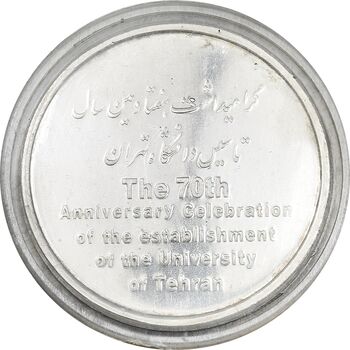 گرامیداشت هفتادمین سال
تاسیس دانشگاه تهران
The 70th
Anniversary Celebration
of the establishment
of the University
of Tehran